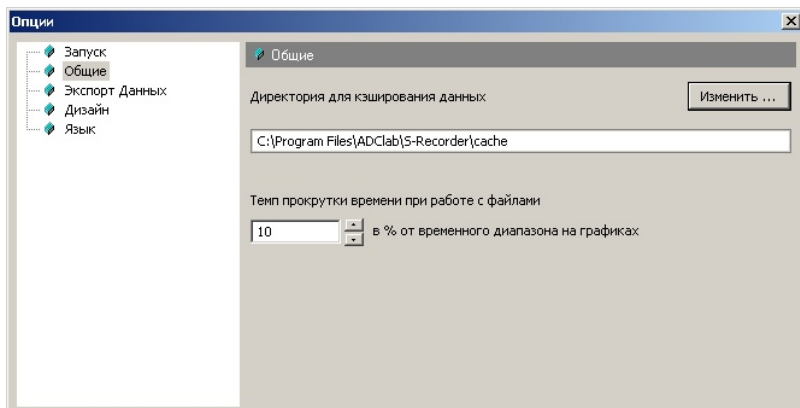 Опции
Запуск
Общие
Экспорт Данных
Дизайн
Язык
Общие
Директория для кэширования данных
Изменить ...
C:\Program Files\ADClab\S-Recorder\cache
Темп прокрутки времени при работе с файлами
10 в % от временного диапазона на графиках